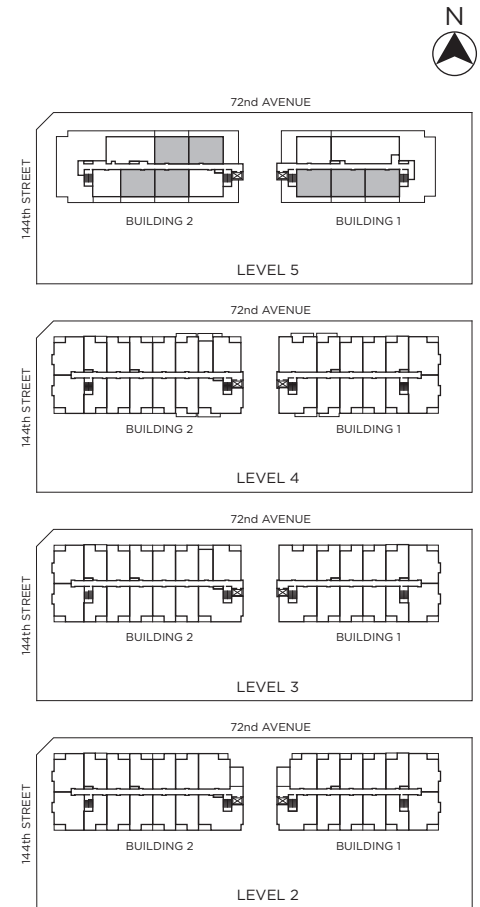 N
72nd AVENUE
144th STREET
BUILDING 2
BUILDING 1
LEVEL 5
72nd AVENUE
144th STREET
BUILDING 2
BUILDING 1
LEVEL 4
72nd AVENUE
144th STREET
BUILDING 2
BUILDING 1
LEVEL 3
72nd AVENUE
144th STREET
BUILDING 2
BUILDING 1
LEVEL 2